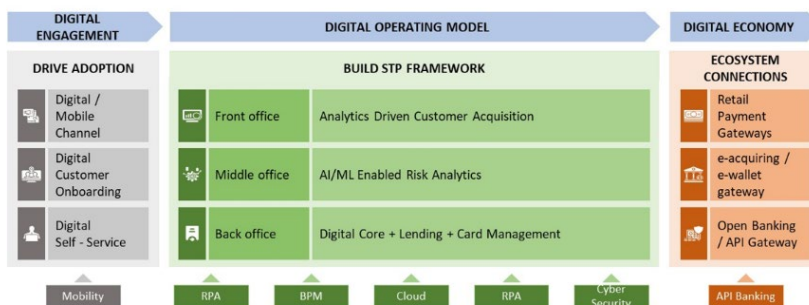 DIGITAL
ENGAGEMENT
DIGITAL OPERATING MODEL
DIGITAL ECONOMY
DRIVE ADOPTION
BUILD STP FRAMEWORK
ECOSYSTEM
CONNECTIONS
Digital /
Mobile
Channel
Front office
Analytics Driven Customer Acquisition
Retail
Payment
Gateways
Digital
Customer
Onboarding
Middle office
AI/ML Enabled Risk Analytics
e-acquiring /
e-wallet
gateway
Digital
Self - Service
Back office
Digital Core + Lending + Card Management
Open Banking
/ API Gateway
Mobility
RPA
BPM
Cloud
RPA
Cyber
Security
API Banking